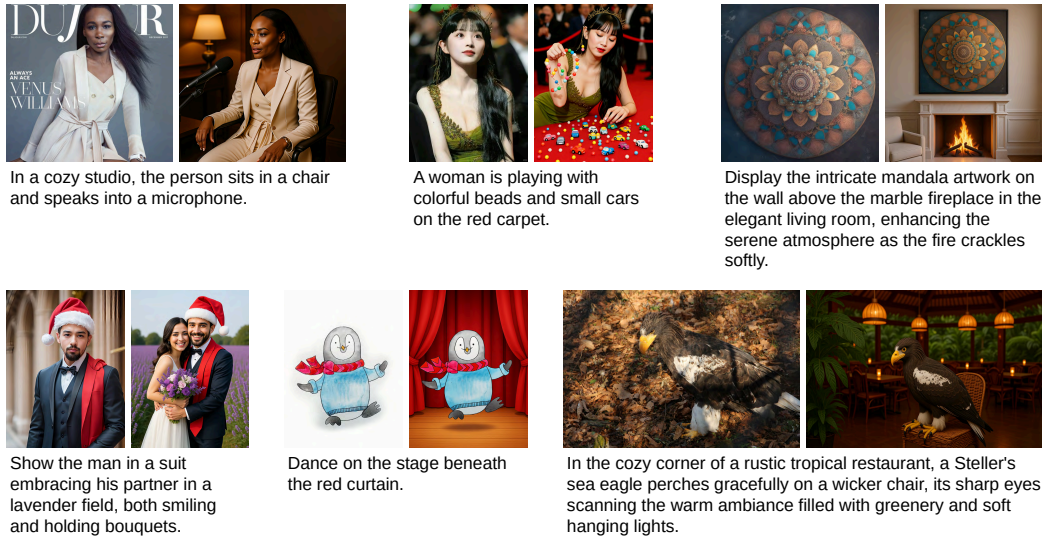 DUJOUR
ALWAYS
AN ACE
VENUS
WILLIAMS
In a cozy studio, the person sits in a chair
and speaks into a microphone.
A woman is playing with
colorful beads and small cars
on the red carpet.
Display the intricate mandala artwork on
the wall above the marble fireplace in the
elegant living room, enhancing the
serene atmosphere as the fire crackles
softly.
Show the man in a suit
embracing his partner in a
lavender field, both smiling
and holding bouquets.
Dance on the stage beneath
the red curtain.
In the cozy corner of a rustic tropical restaurant, a Steller's
sea eagle perches gracefully on a wicker chair, its sharp eyes
scanning the warm ambiance filled with greenery and soft
hanging lights.